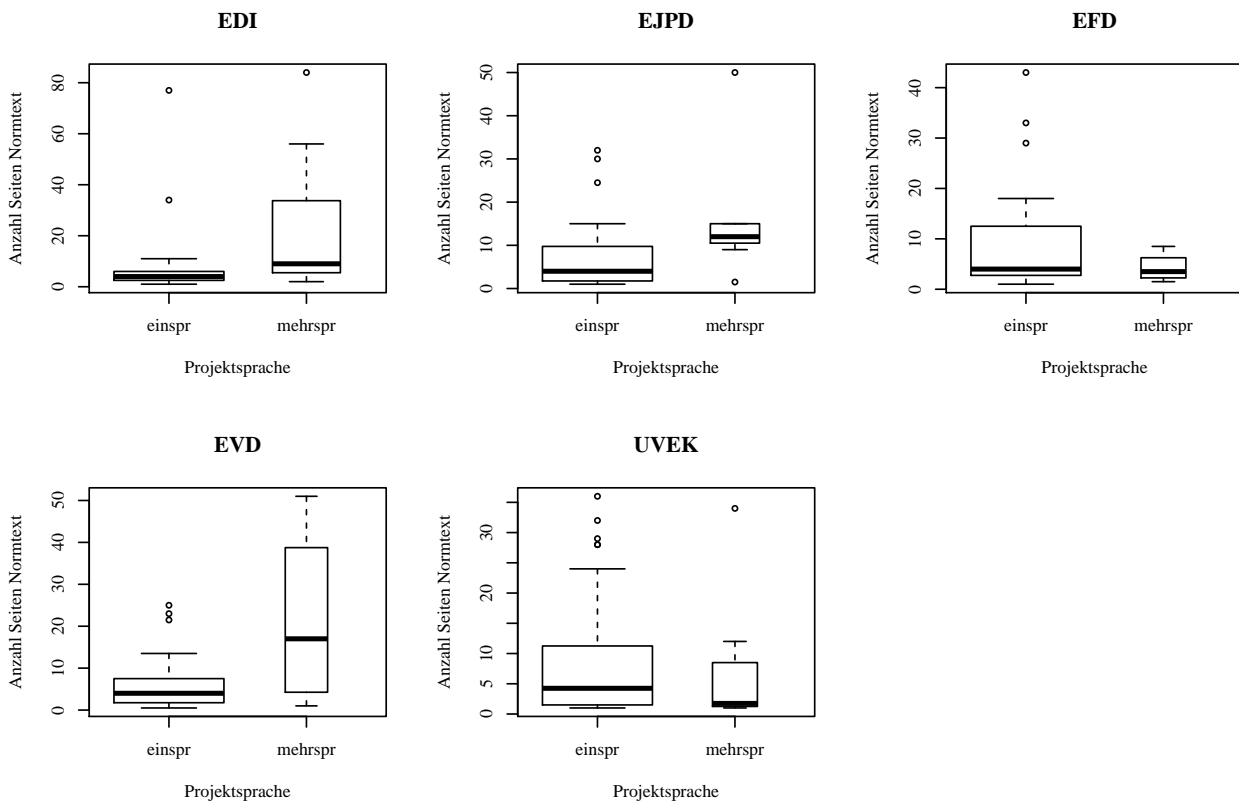 EDI
Anzahl Seiten Normtext
0 20 40 60 80
einspr mehrspr
Projektsprache
EJPD
Anzahl Seiten Normtext
0 10 20 30 40 50
einspr mehrspr
Projektsprache
EFD
Anzahl Seiten Normtext
0 10 20 30 40
einspr mehrspr
Projektsprache
EVD
Anzahl Seiten Normtext
0 10 20 30 40 50
einspr mehrspr
Projektsprache
UVEK
Anzahl Seiten Normtext
0 5 10 20 30
einspr mehrspr
Projektsprache